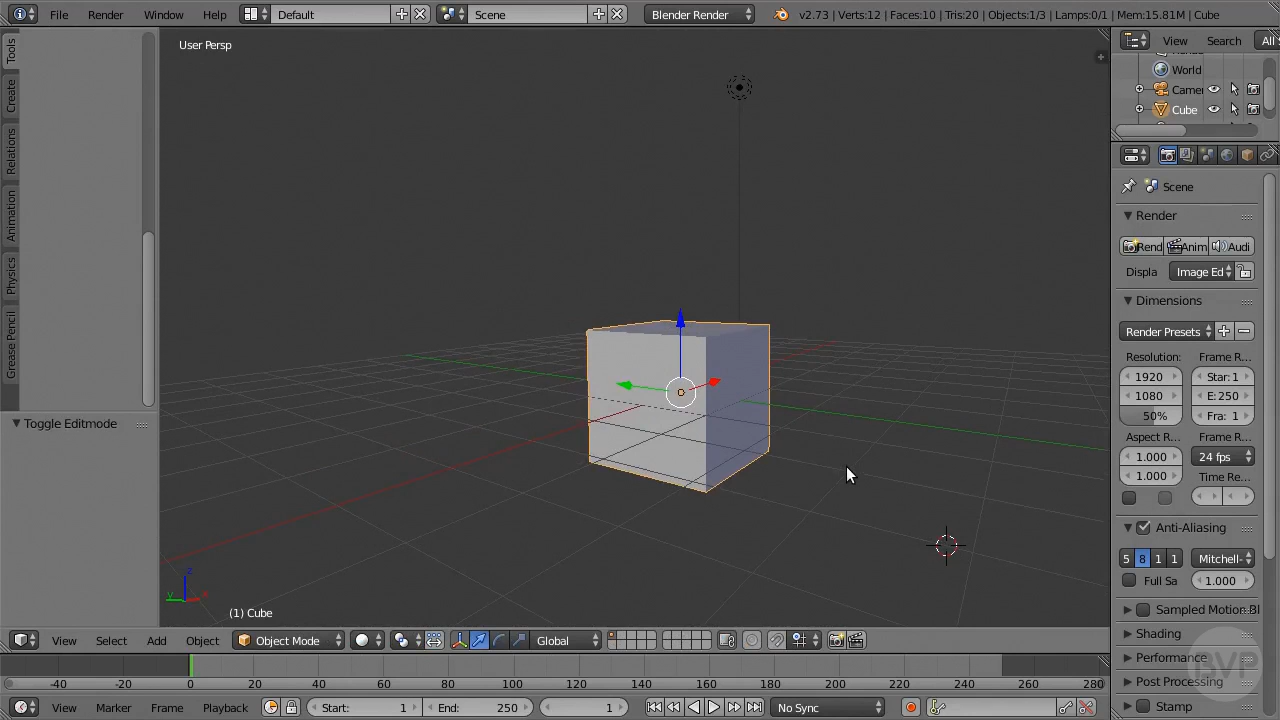 File Render Window Help Default Scene Blender Render v2.73 | Verts:12 | Faces:10 | Tris:20 | Objects:1/3 | Lamps:0/1 | Mem:15.81M | Cube
User Persp
View Search All
World
Camer
Cube
Tools
Create
Relations
Animation
Physics
Grease Pencil
Toggle Editmode
Scene
Render
Rend Anim Audi
Displa Image Ed
Dimensions
Render Presets
Resolution: Frame R...
1920 Star: 1
1080 E: 250
50% Fra: 1
Aspect R... Frame R...
1.000 24 fps
1.000 Time Re...
Anti-Aliasing
5 8 1 1 Mitchell-
Full Sa 1.000
Sampled Motion Bl
Shading
Performance
Post Processing
Stamp
z
y x
(1) Cube
View Select Add Object Object Mode Global
-40 -20 0 20 40 60 80 100 120 140 160 180 200 220 240 260 280
View Marker Frame Playback Start: 1 End: 250 1 No Sync
BVP